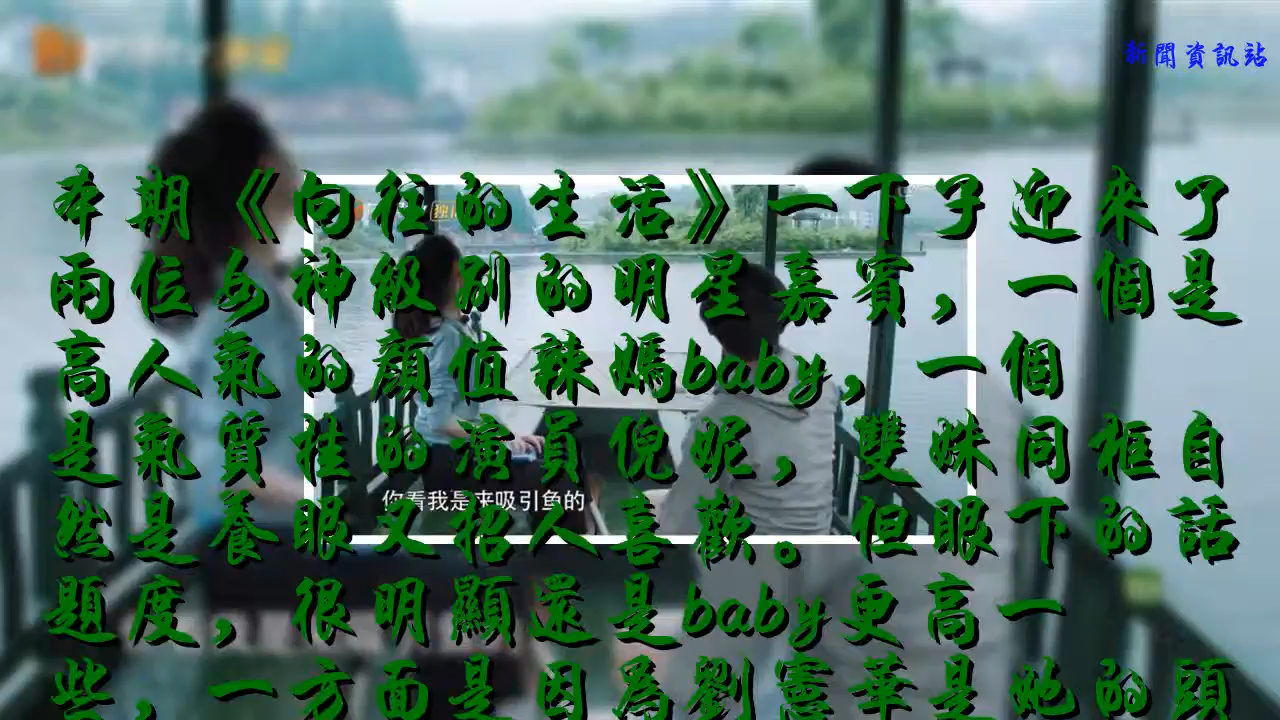 新聞資訊站
本期《向往的生活》一下子迎來了
兩位女神級別的明星嘉賓，一個是
高人氣的顏值辣媽baby，一個
是氣質挂的演員倪妮，雙姝同框自
然是養眼又招人喜歡。但眼下的話
題度，很明顯還是baby更高一
些，一方面是因為劉憲華是她的頭
你看我是来吸引鱼的